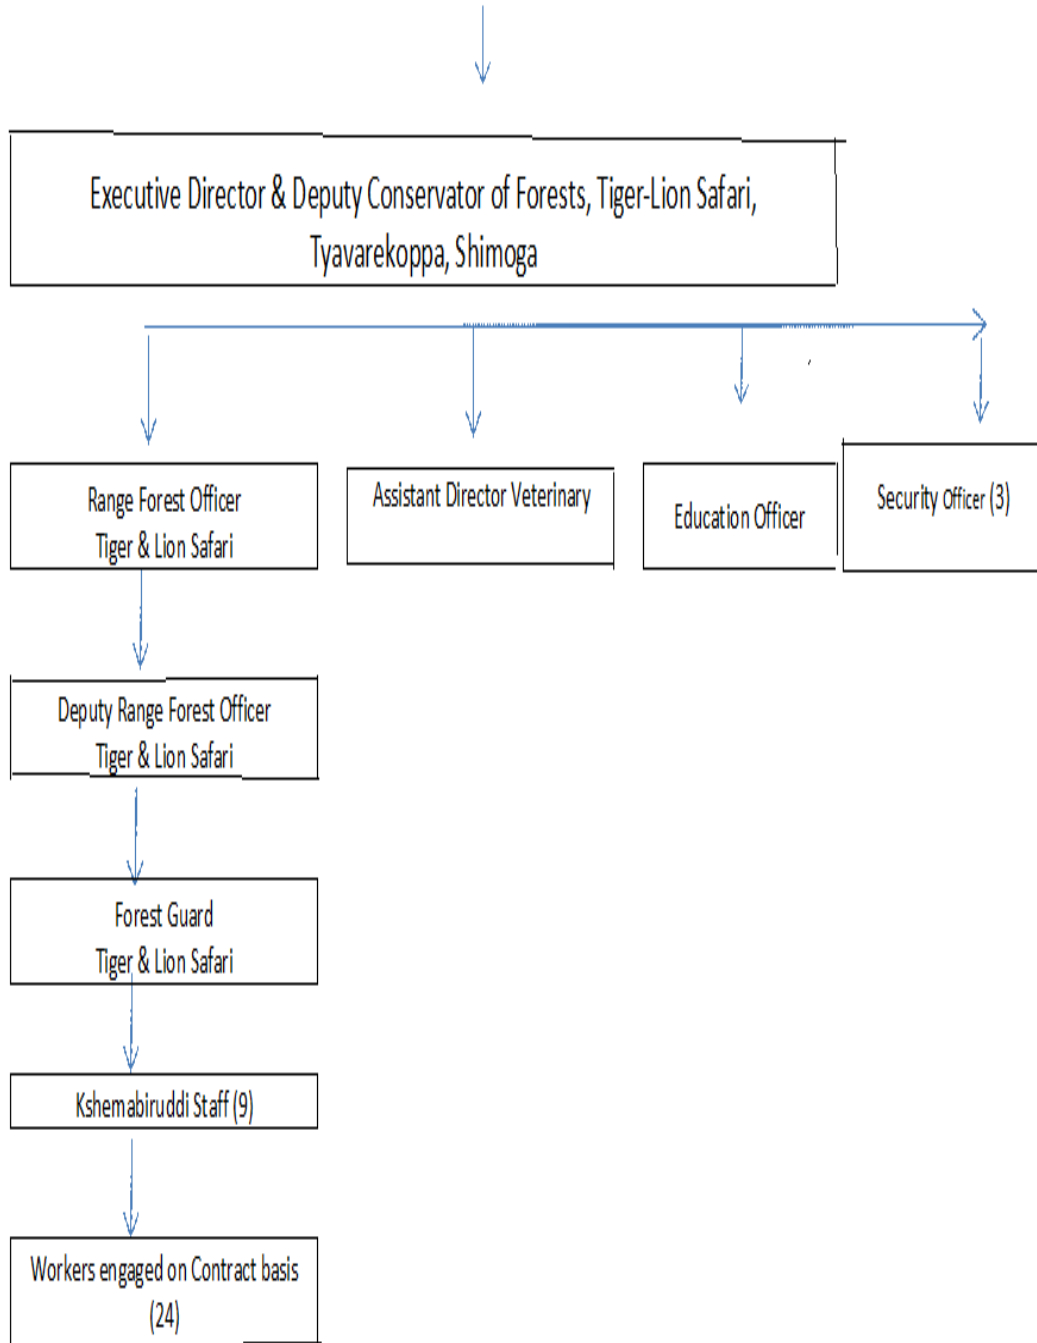 Executive Director & Deputy Conservator of Forests, Tiger-Lion Safari,
Tyavarekoppa, Shimoga
Range Forest Officer
Tiger & Lion Safari
Assistant Director Veterinary
Education Officer
Security Officer (3)
Deputy Range Forest Officer
Tiger & Lion Safari
Forest Guard
Tiger & Lion Safari
Kshemabiruddi Staff (9)
Workers engaged on Contract basis
(24)